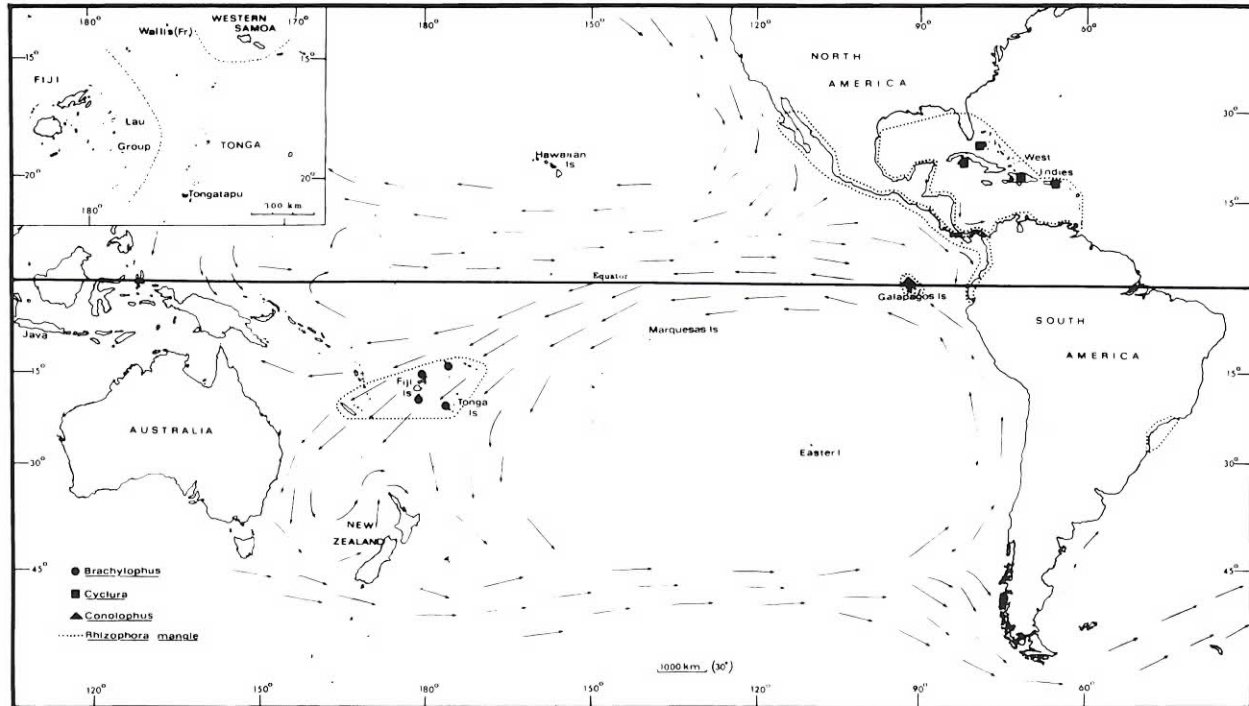 180°
170°
WESTERN
SAMOA
Wallis (Fr)
15°
15°
FIJI
Lau
Group
TONGA
20°
20°
Tongatapu
180°
100 km
180°
150°
120°
90°
60°
NORTH
AMERICA
30°
30°
West
Indies
Hawaiian
Is
15°
15°
Equator
Galapagos Is
Marquesas Is
SOUTH
AMERICA
Java
15°
15°
Fiji
Is
Tonga
Is
AUSTRALIA
Easter I
30°
30°
NEW
ZEALAND
45°
45°
Brachylophus
Cyclura
Conolophus
Rhizophora mangle
1000 km (30°)
120°
150°
180°
150°
120°
90°
60°